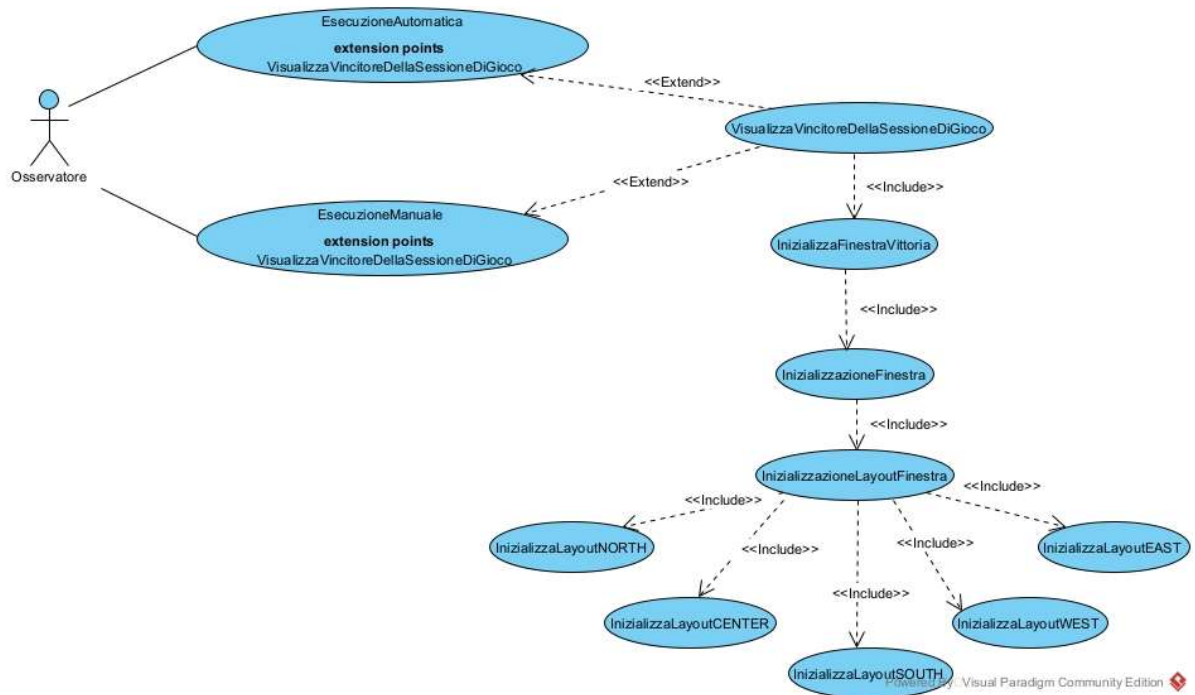 EsecuzioneAutomatica
extension points
VisualizzaVincitoreDellaSessioneDiGioco
<<Extend>>
VisualizzaVincitoreDellaSessioneDiGioco
Osservatore
<<Extend>>
<<Include>>
EsecuzioneManuale
extension points
VisualizzaVincitoreDellaSessioneDiGioco
InizializzaFinestraVittoria
<<Include>>
InizializzazioneFinestra
<<Include>>
InizializzazioneLayoutFinestra
<<Include>>
<<Include>>
InizializzaLayoutNORTH
<<Include>>
<<Include>>
InizializzaLayoutEAST
<<Include>>
InizializzaLayoutCENTER
InizializzaLayoutWEST
InizializzaLayoutSOUTH
Powered By: Visual Paradigm Community Edition